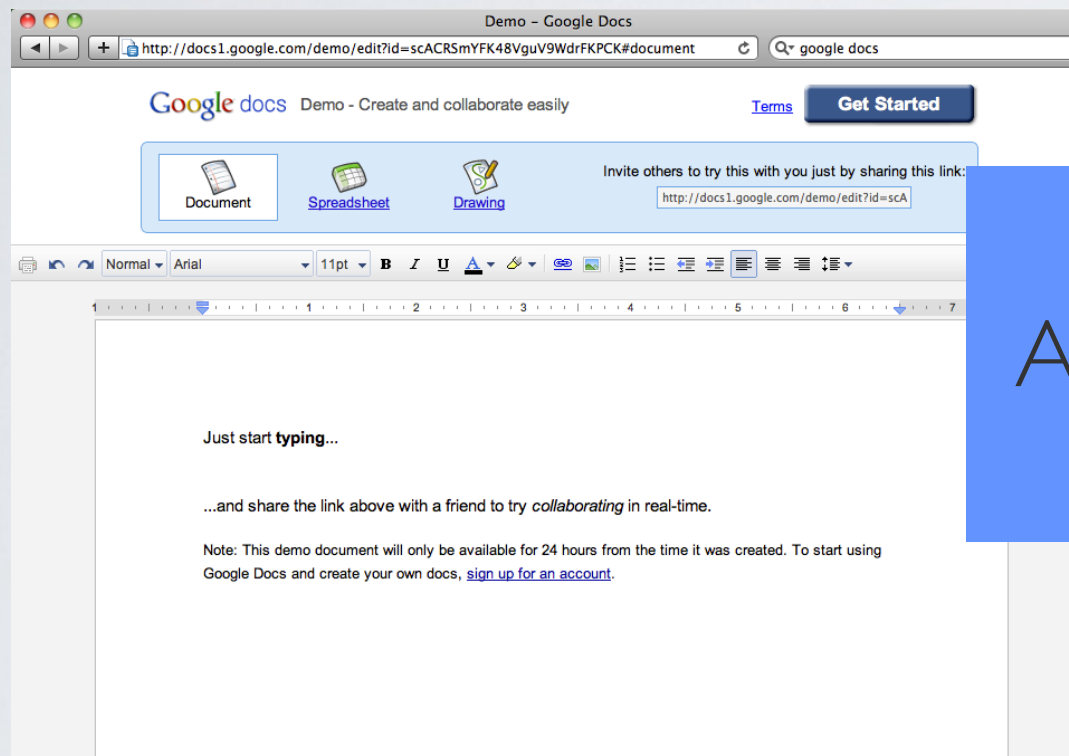 Demo – Google Docs
http://docs1.google.com/demo/edit?id=scACRSmYFK48VguV9WdrFKPCK#document
google docs
Google docs Demo - Create and collaborate easily
Terms
Get Started
Invite others to try this with you just by sharing this link:
Document
Spreadsheet
Drawing
http://docs1.google.com/demo/edit?id=scA
Normal Arial 11pt B I U A
1 1 2 3 4 5 6 7
A
Just start typing...
...and share the link above with a friend to try collaborating in real-time.
Note: This demo document will only be available for 24 hours from the time it was created. To start using
Google Docs and create your own docs, sign up for an account.